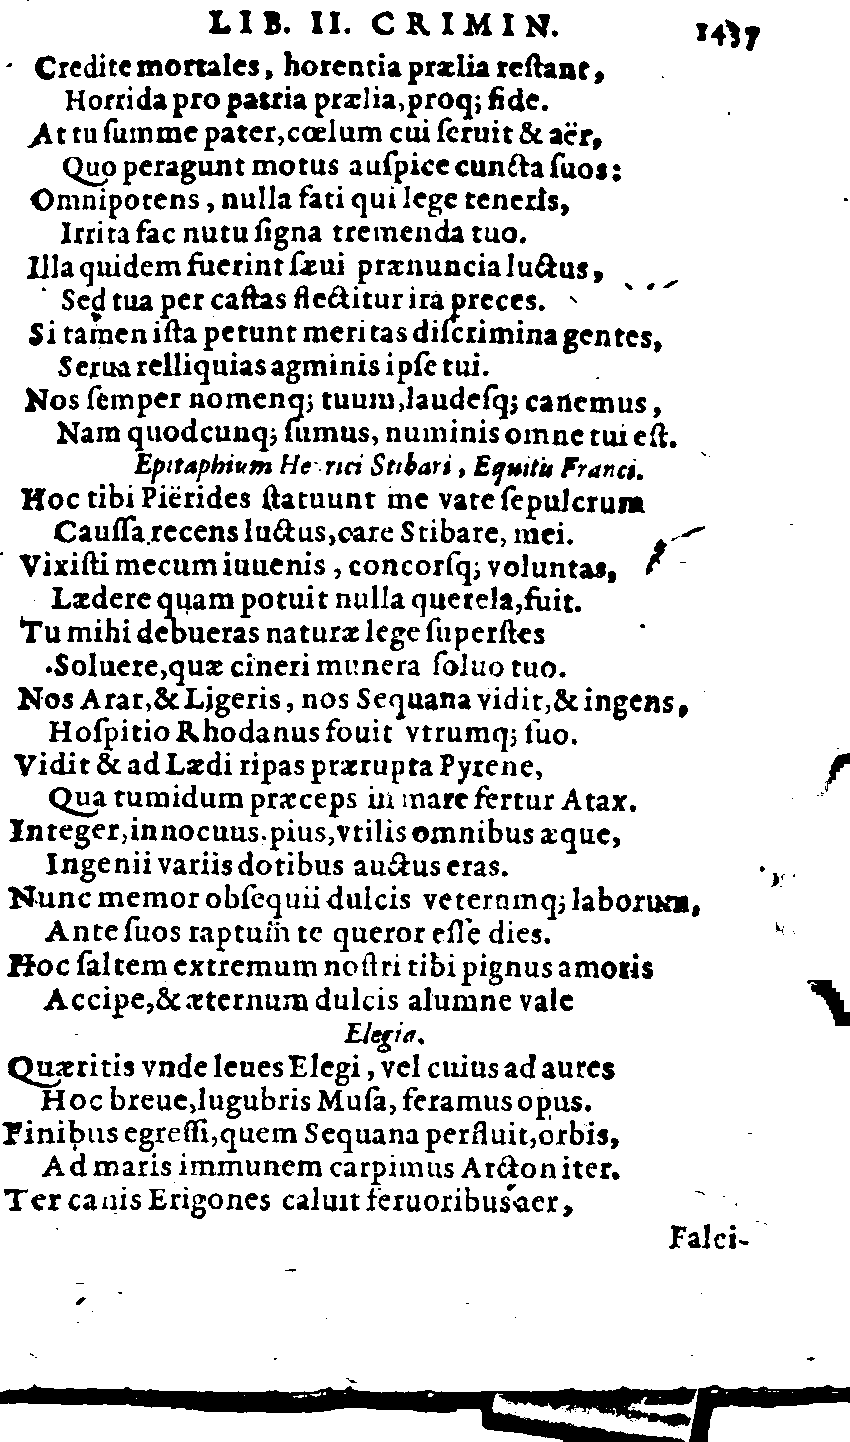 LIB. II. CRIMIN. 1437
Credite mortales, horentia prælia reſtant,
Horrida pro patria prælia, proq; fide.
At tu ſumme pater, cœlum cui ſeruit & aër,
Quo peragunt motus auſpice cuncta ſuos:
Omnipotens, nulla fati qui lege teneris,
Irrita fac nutu ſigna tremenda tuo.
Illa quidem fuerint ſæui prænuncia luctus,
Sed tua per caſtas flectitur ira preces.
Si tamen iſta petunt meritas diſcrimina gentes,
Serua relliquias agminis ipſe tui.
Nos ſemper nomenq; tuum, laudeſq; canemus,
Nam quodcunq; ſumus, numinis omne tui eſt.
Epitaphium Henrici Stibari, Equitis Franci.
Hoc tibi Piërides ſtatuunt me vate ſepulcrum
Cauſſa recens luctus, care Stibare, mei.
Vixiſti mecum iuuenis, concorſq; voluntas,
Lædere quam potuit nulla querela, fuit.
Tu mihi debueras naturæ lege ſuperſtes
Soluere, quæ cineri munera ſoluo tuo.
Nos Arar, & Ligeris, nos Sequana vidit, & ingens,
Hoſpitio Rhodanus fouit vtrumq; ſuo.
Vidit & ad Lædi ripas prærupta Pyrene,
Qua tumidum præceps in mare fertur Atax.
Integer, innocuus, pius, vtilis omnibus æque,
Ingenii variis dotibus auctus eras.
Nunc memor obſequii dulcis veterumq; laborum,
Ante ſuos raptum te queror eſſe dies.
Hoc ſaltem extremum noſtri tibi pignus amoris
Accipe, & æternum dulcis alumne vale
Elegia.
Quæritis vnde leues Elegi, vel cuius ad aures
Hoc breue, lugubris Muſa, feramus opus.
Finibus egreſſi, quem Sequana perfluit, orbis,
Ad maris immunem carpimus Arcton iter.
Ter canis Erigones caluit feruoribus aer,
Falci-